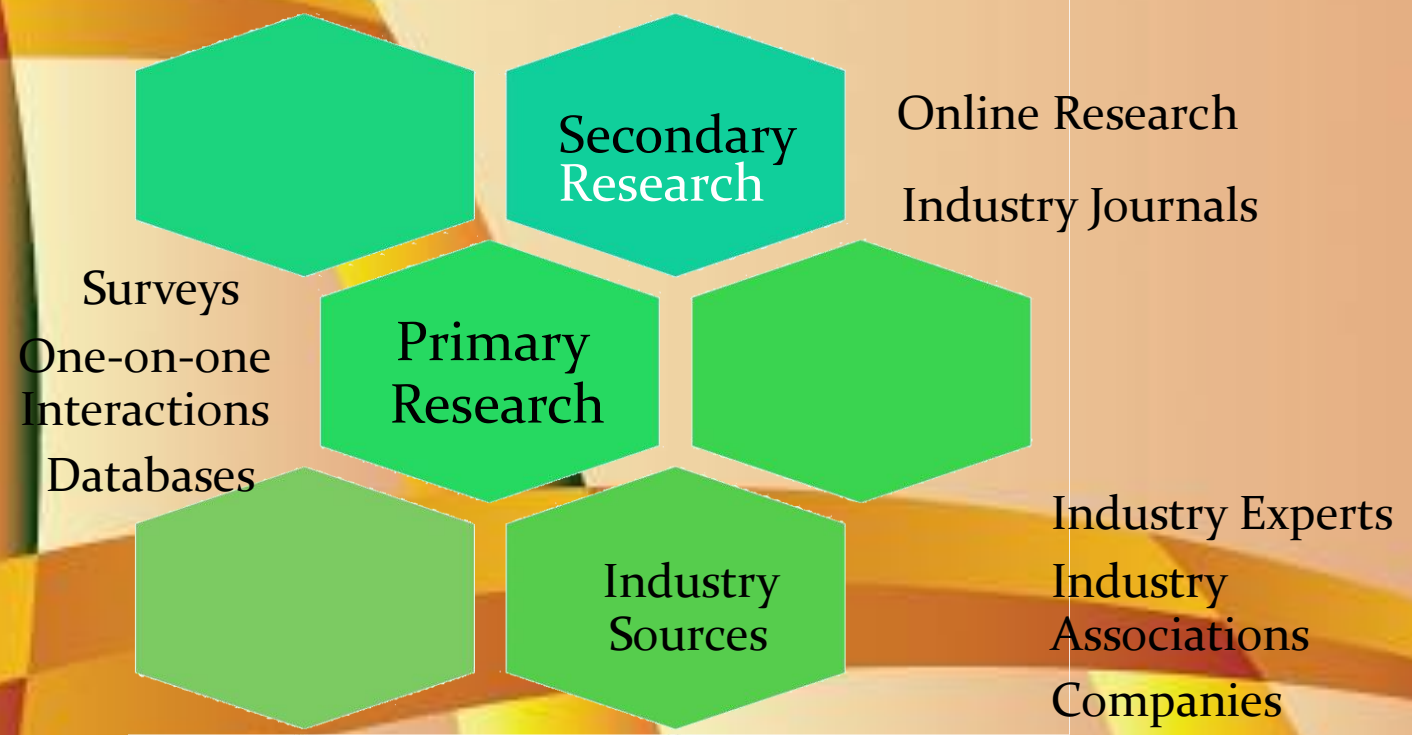 Secondary
Research
Online Research
Industry Journals
Surveys
One-on-one
Interactions
Databases
Primary
Research
Industry
Sources
Industry Experts
Industry
Associations
Companies